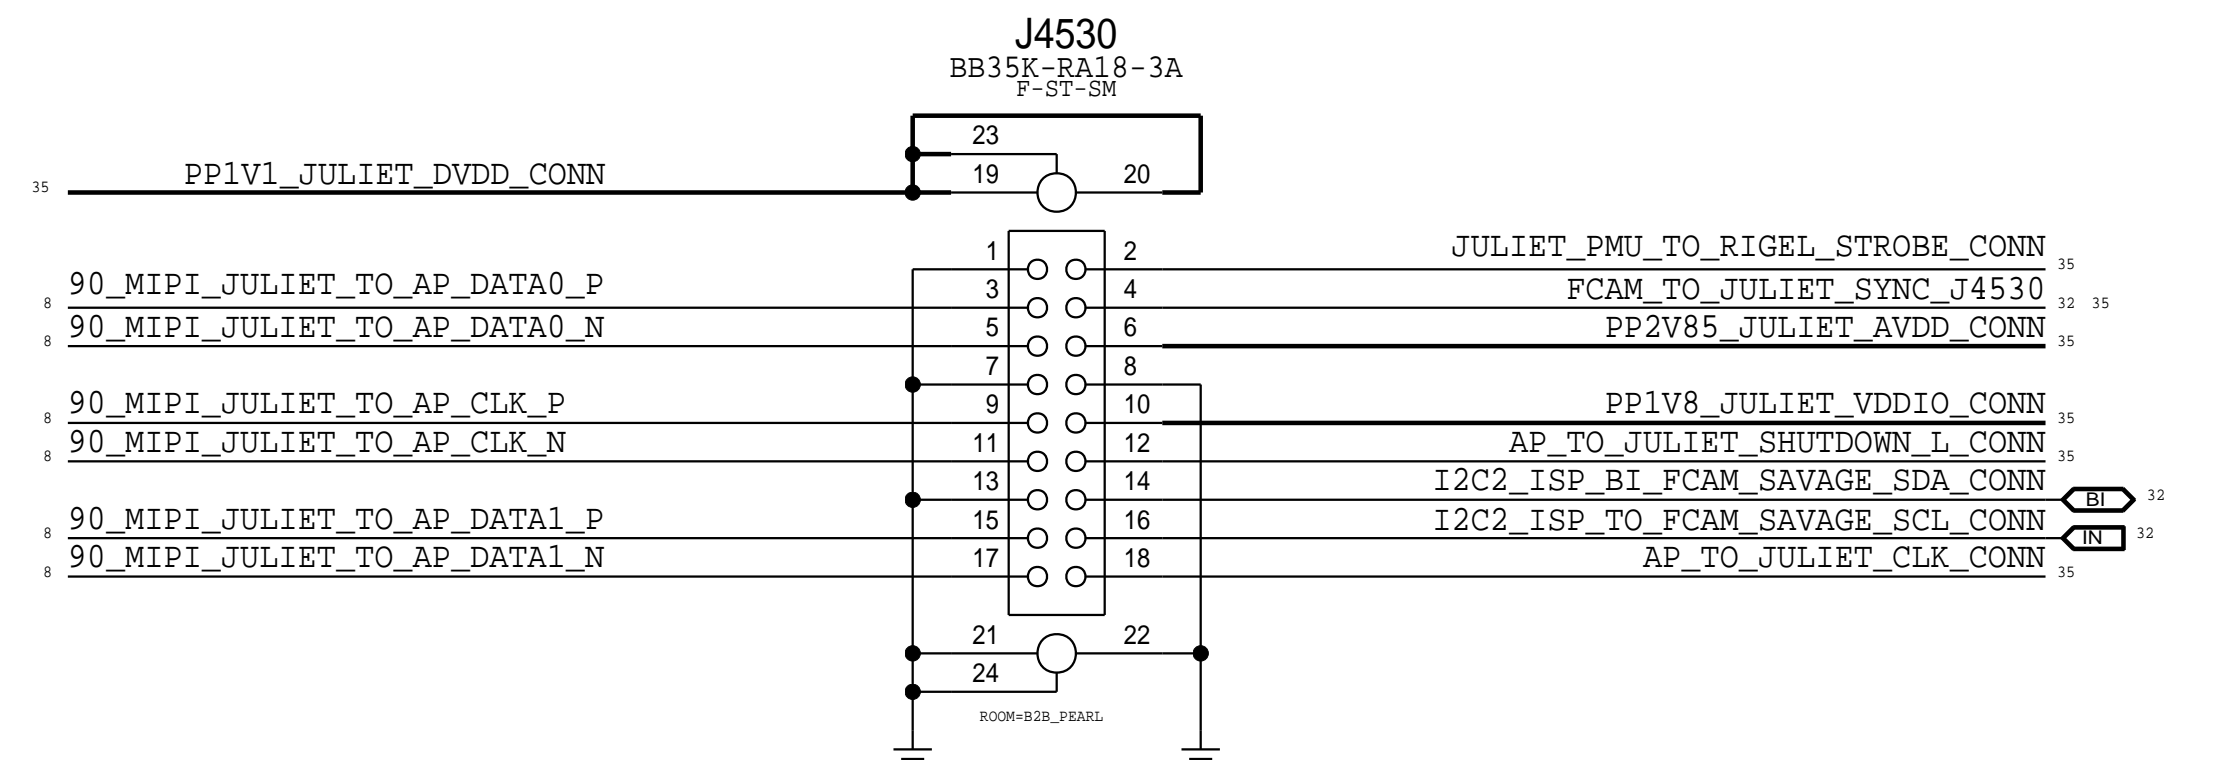 J4530
BB35K-RA18-3A
F-ST-SM
23
35 PP1V1_JULIET_DVDD_CONN 19 20
1 2 JULIET_PMU_TO_RIGEL_STROBE_CONN 35
8 90_MIPI_JULIET_TO_AP_DATA0_P 3 4 FCAM_TO_JULIET_SYNC_J4530 32 35
8 90_MIPI_JULIET_TO_AP_DATA0_N 5 6 PP2V85_JULIET_AVDD_CONN 35
7 8
8 90_MIPI_JULIET_TO_AP_CLK_P 9 10 PP1V8_JULIET_VDDIO_CONN 35
8 90_MIPI_JULIET_TO_AP_CLK_N 11 12 AP_TO_JULIET_SHUTDOWN_L_CONN 35
13 14 I2C2_ISP_BI_FCAM_SAVAGE_SDA_CONN BI 32
8 90_MIPI_JULIET_TO_AP_DATA1_P 15 16 I2C2_ISP_TO_FCAM_SAVAGE_SCL_CONN IN 32
8 90_MIPI_JULIET_TO_AP_DATA1_N 17 18 AP_TO_JULIET_CLK_CONN 35
21 22
24
ROOM=B2B_PEARL